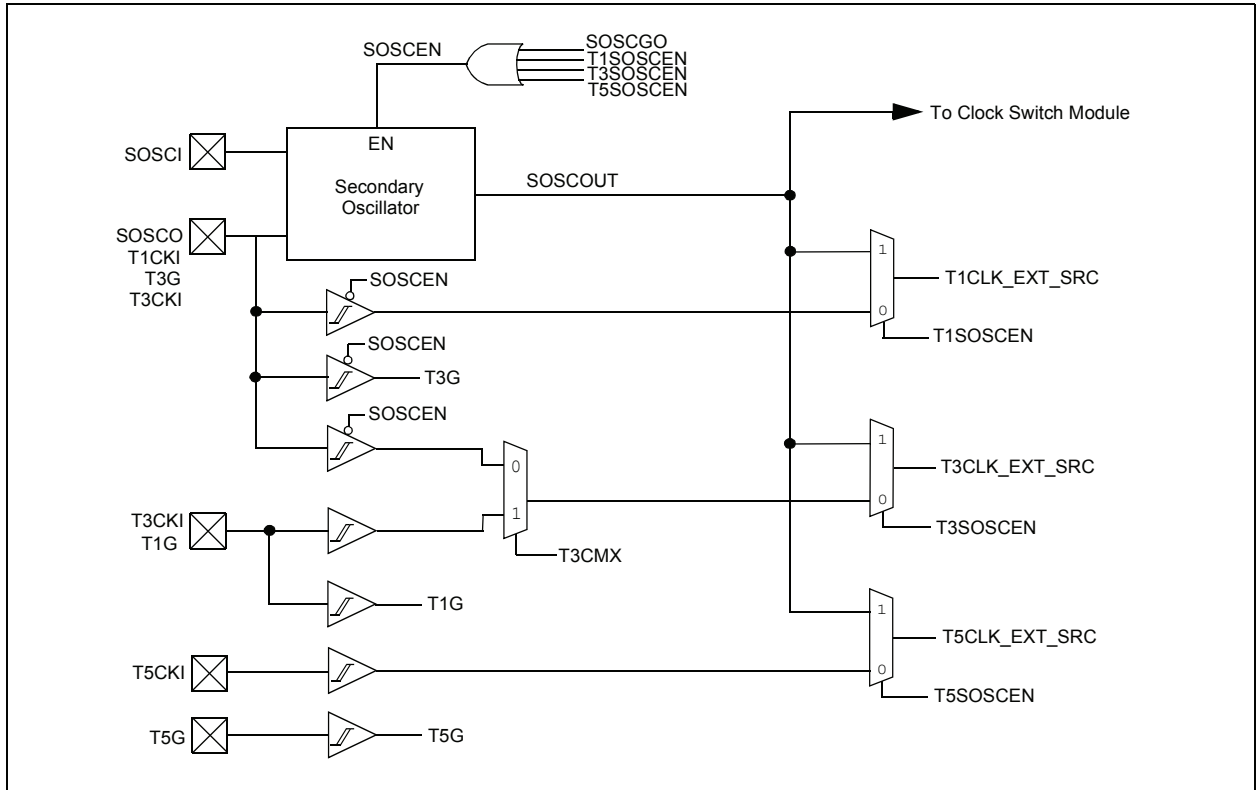 SOSCEN
SOSCGO
T1SOSCEN
T3SOSCEN
T5SOSCEN
To Clock Switch Module
EN
SOSCI
Secondary
Oscillator
SOSCOUT
SOSCO
T1CKI
T3G
T3CKI
1
0
T1CLK_EXT_SRC
T1SOSCEN
SOSCEN
SOSCEN
T3G
SOSCEN
0
1
T3CMX
1
0
T3CLK_EXT_SRC
T3SOSCEN
T3CKI
T1G
T1G
1
0
T5CLK_EXT_SRC
T5SOSCEN
T5CKI
T5G
T5G